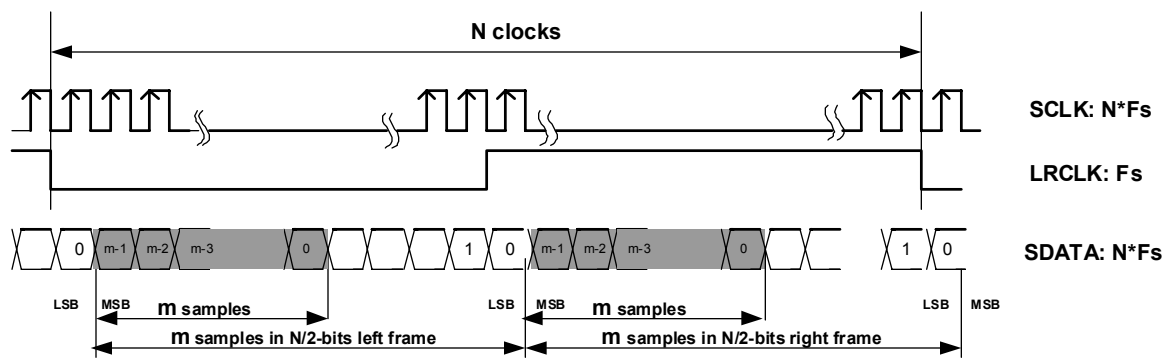 N clocks
SCLK: N*Fs
LRCLK: Fs
0 m-1 m-2 m-3 0 1 0 m-1 m-2 m-3 0 1 0
SDATA: N*Fs
LSB MSB LSB MSB LSB MSB
m samples m samples
m samples in N/2-bits left frame m samples in N/2-bits right frame